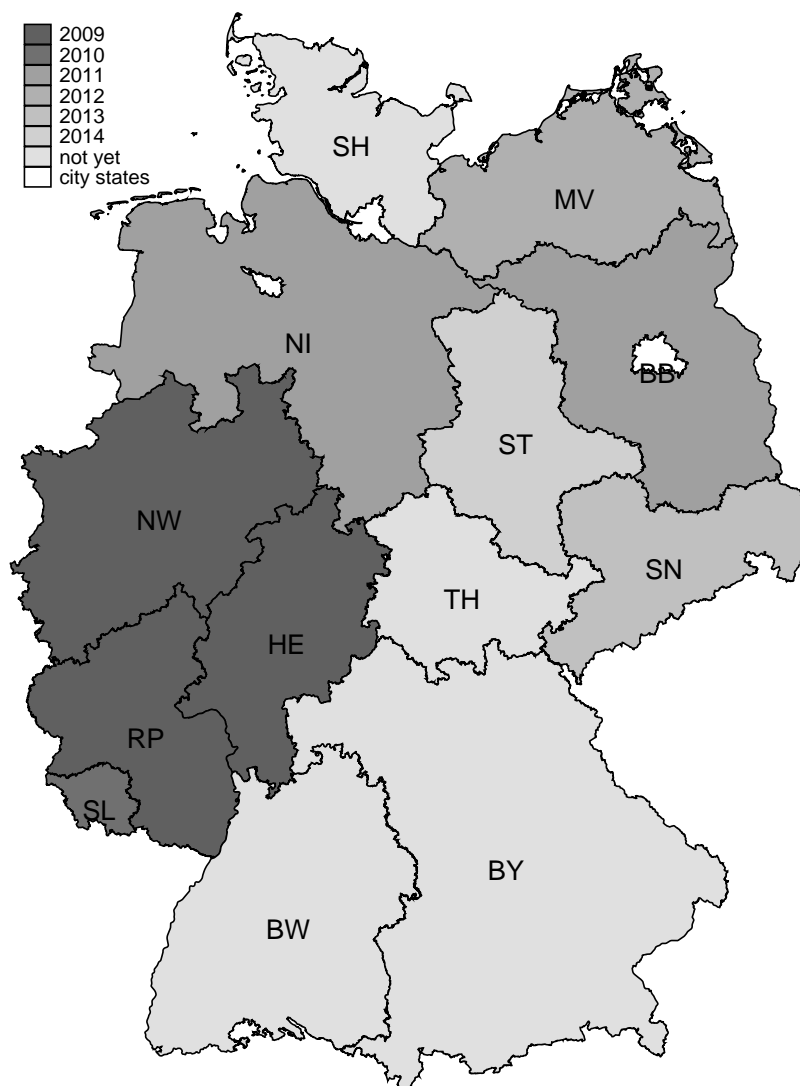 2009
2010
2011
2012
2013
2014
not yet
city states
SH
MV
NI
BB
ST
NW
SN
TH
HE
RP
SL
BY
BW